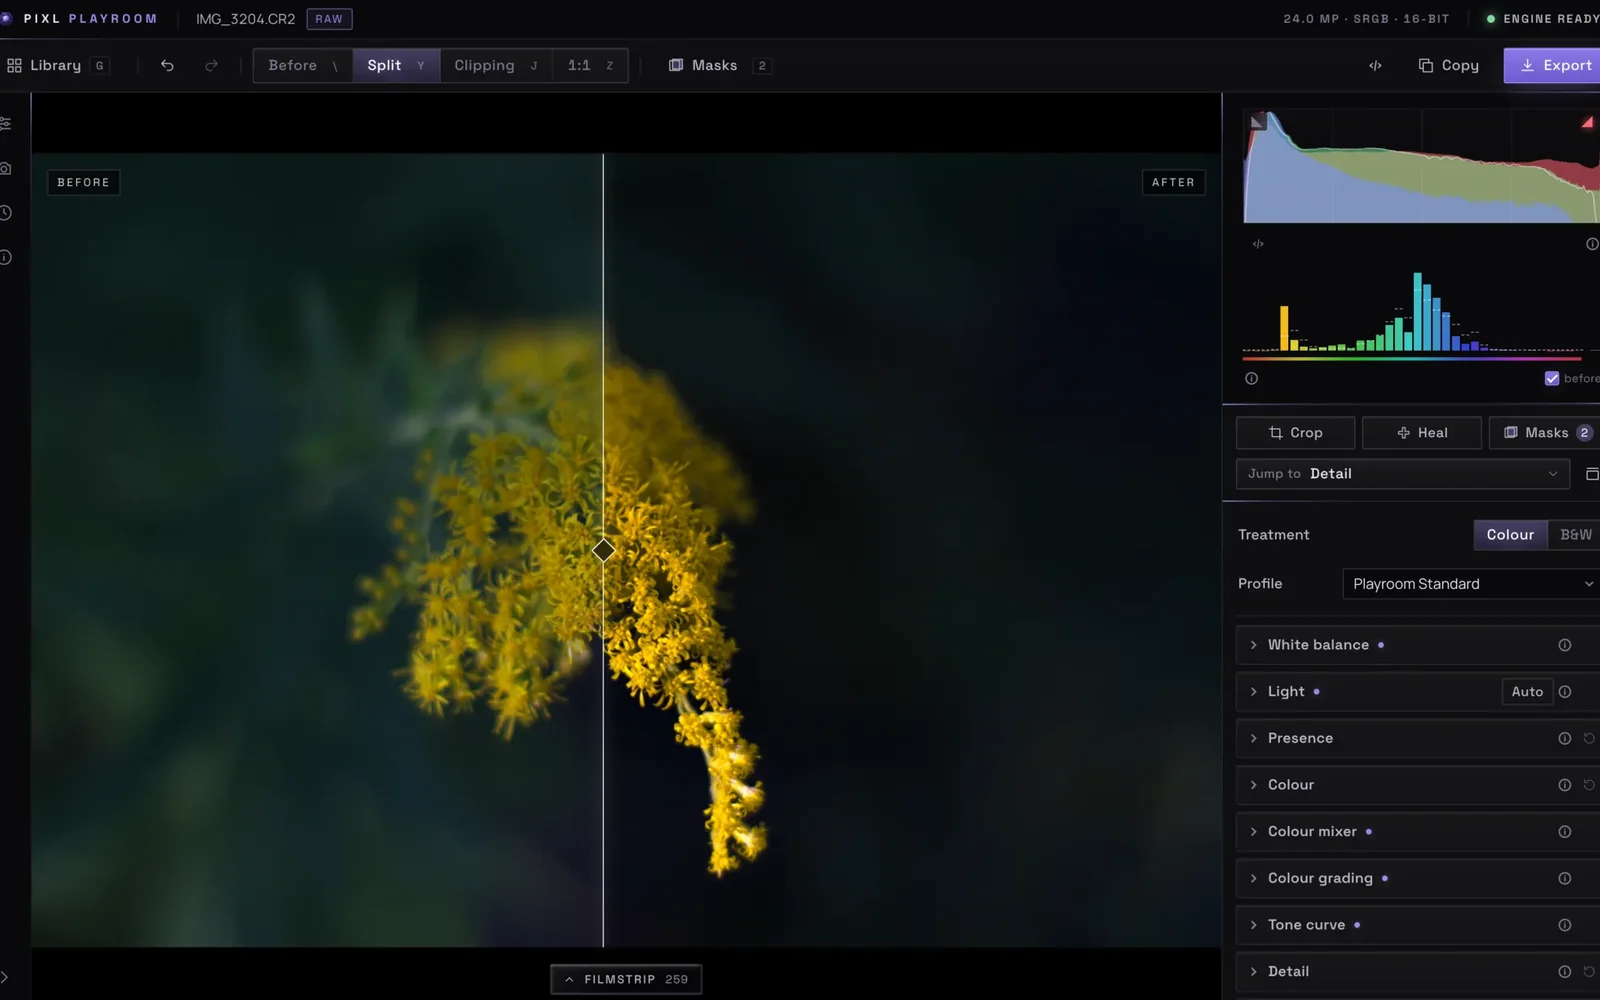 PIXL PLAYROOM
IMG_3204.CR2
RAW
24.0 MP · SRGB · 16-BIT
ENGINE READY
Library G
Before \
Split Y
Clipping J
1:1 Z
Masks 2
</>
Copy
Export
BEFORE
AFTER
</>
before
Crop
Heal
Masks 2
Jump to Detail
Treatment
Colour
B&W
Profile
Playroom Standard
White balance
Light
Auto
Presence
Colour
Colour mixer
Colour grading
Tone curve
Detail
FILMSTRIP 259